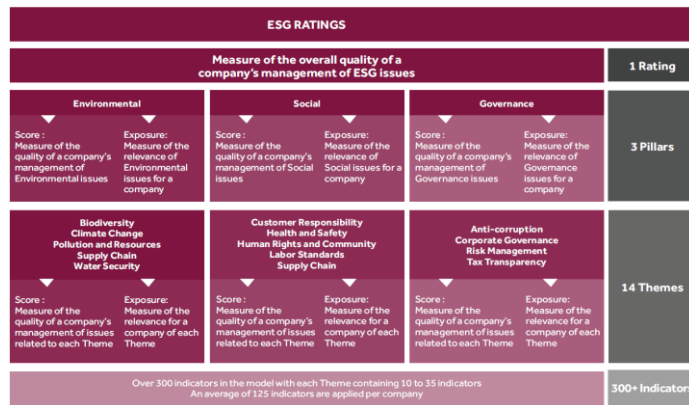 ESG RATINGS
Measure of the overall quality of a
company's management of ESG issues
1 Rating
Environmental
Score :
Measure of the
quality of a company's
management of
Environmental issues
Exposure:
Measure of the
relevance of
Environmental
issues for a
company
Social
Score :
Measure of the
quality of a company's
management of Social
issues
Exposure:
Measure of the
relevance of
Social issues for a
company
Governance
Score :
Measure of the
quality of a company's
management of
Governance issues
Exposure:
Measure of the
relevance of
Governance
issues for a
company
3 Pillars
Biodiversity
Climate Change
Pollution and Resources
Supply Chain
Water Security
Score :
Measure of the
quality of a company's
management of issues
related to each Theme
Exposure:
Measure of the
relevance for a
company of each
Theme
Customer Responsibility
Health and Safety
Human Rights and Community
Labor Standards
Supply Chain
Score :
Measure of the
quality of a company's
management of issues
related to each Theme
Exposure:
Measure of the
relevance for a
company of each
Theme
Anti-corruption
Corporate Governance
Risk Management
Tax Transparency
Score :
Measure of the
quality of a company's
management of issues
related to each Theme
Exposure:
Measure of the
relevance for a
company of each
Theme
14 Themes
Over 300 indicators in the model with each Theme containing 10 to 35 indicators
An average of 125 indicators are applied per company
300+ Indicators